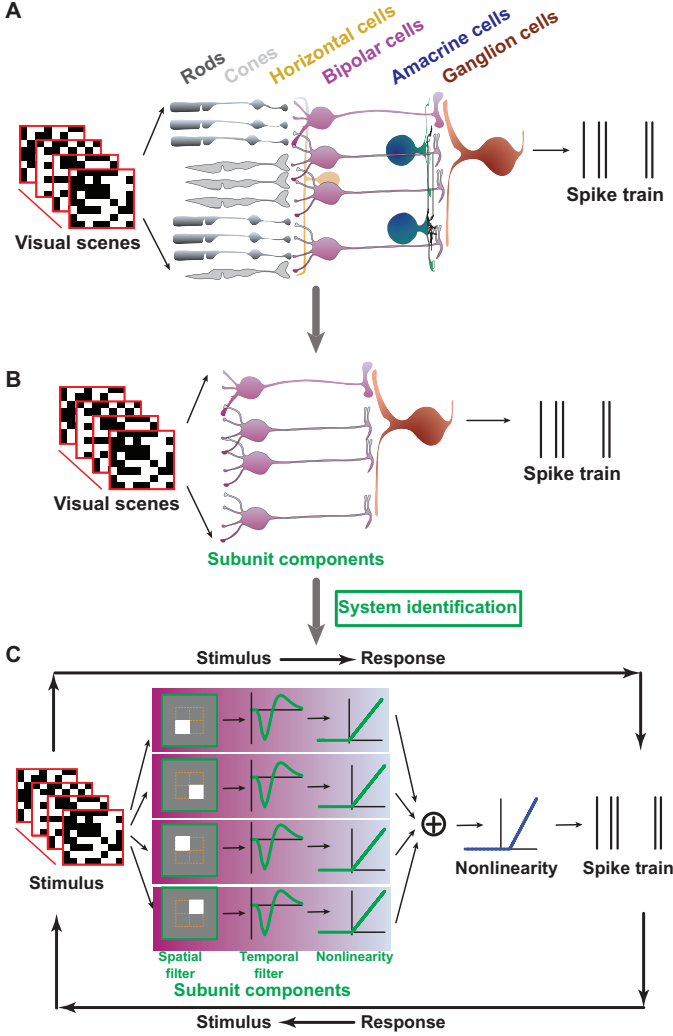 A
Rods
Cones
Horizontal cells
Bipolar cells
Amacrine cells
Ganglion cells
Visual scenes
Spike train
B
Visual scenes
Spike train
Subunit components
System identification
C
Stimulus Response
Stimulus
Nonlinearity
Spike train
Spatial filter
Temporal filter
Nonlinearity
Subunit components
Stimulus Response